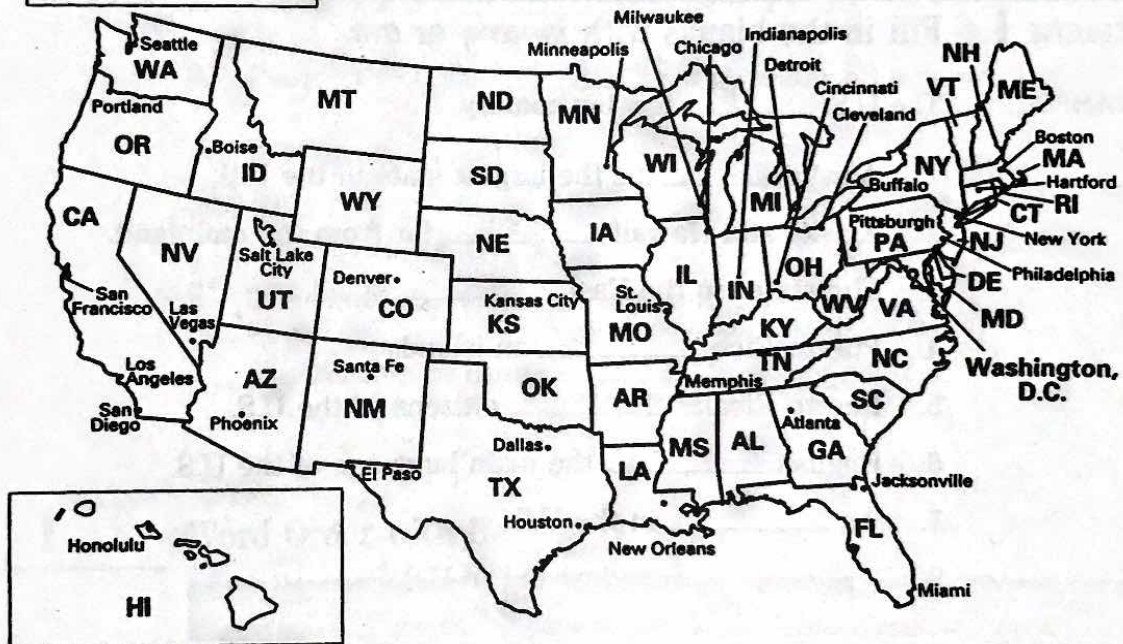 Milwaukee
Indianapolis
Minneapolis
Chicago
Detroit
Cincinnati
Cleveland
NH
VT
ME
Seattle
WA
MT
ND
MN
Portland
OR
Boise
ID
WY
SD
WI
MI
NY
Boston
MA
Hartford
RI
CT
Buffalo
New York
CA
NV
Salt Lake
City
UT
Denver
CO
NE
IA
IL
IN
OH
Pittsburgh
PA
NJ
Philadelphia
DE
MD
San
Francisco
Las
Vegas
Kansas City
KS
St.
Louis
MO
KY
WV
VA
Washington,
D.C.
Los
Angeles
AZ
Santa Fe
NM
OK
AR
TN
Memphis
NC
SC
San
Diego
Phoenix
El Paso
Dallas
TX
LA
MS
AL
Atlanta
GA
Jacksonville
Houston
New Orleans
FL
Miami
Honolulu
HI